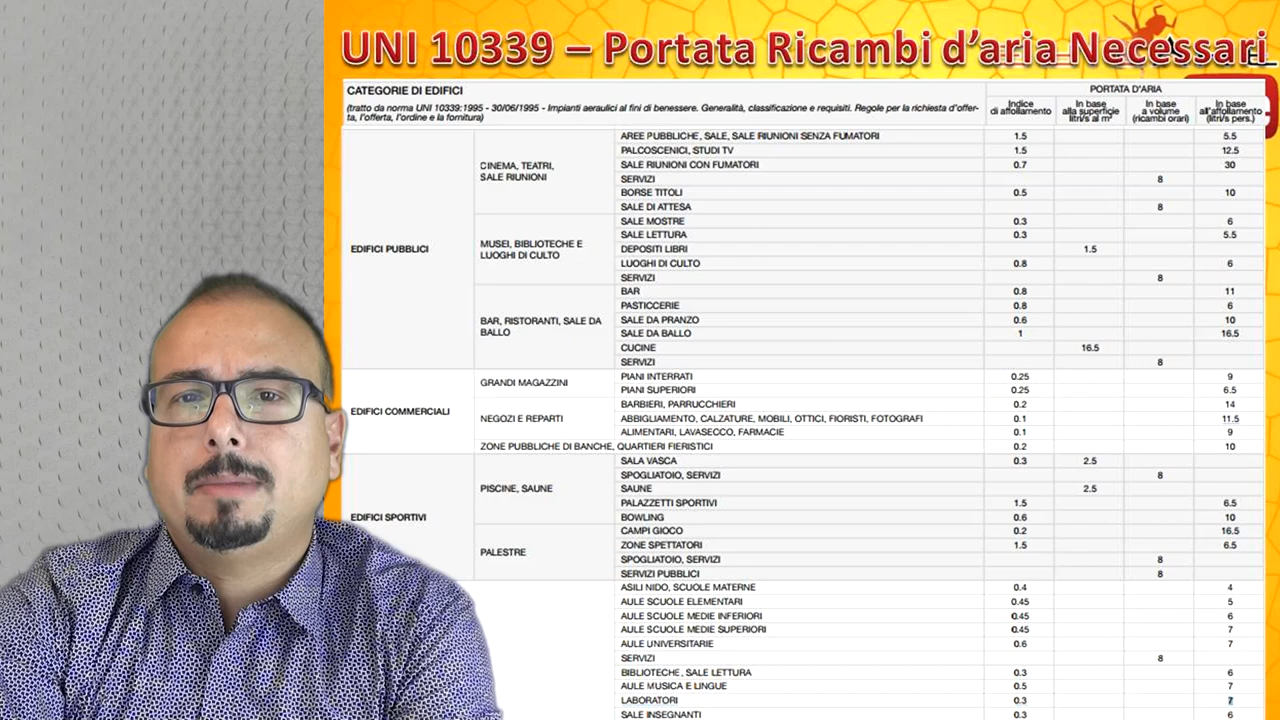 UNI 10339 – Portata Ricambi d'aria Necessari
CATEGORIE DI EDIFICI
PORTATA D'ARIA
(tratto da norma UNI 10339:1995 - 30/06/1995 - Impianti aeraulici al fini di benessere. Generalità, classificazione e requisiti. Regole per la richiesta d'offer-
ta, l'offerta, l'ordine e la fornitura)
Indice
di affollamento
In base
alla superficie
litri/s al m²
In base
a volume
(ricambi orari)
In base
all'affollamento
(litri/s pers.)
EDIFICI PUBBLICI
CINEMA, TEATRI,
SALE RIUNIONI
AREE PUBBLICHE, SALE, SALE RIUNIONI SENZA FUMATORI 1.5 5.5
PALCOSCENICI, STUDI TV 1.5 12.5
SALE RIUNIONI CON FUMATORI 0.7 30
SERVIZI 8
BORSE TITOLI 0.5 10
SALE DI ATTESA 8
MUSEI, BIBLIOTECHE E
LUOGHI DI CULTO
SALE MOSTRE 0.3 6
SALE LETTURA 0.3 5.5
DEPOSITI LIBRI 1.5
LUOGHI DI CULTO 0.8 6
SERVIZI 8
BAR, RISTORANTI, SALE DA
BALLO
BAR 0.8 11
PASTICCERIE 0.8 6
SALE DA PRANZO 0.6 10
SALE DA BALLO 1 16.5
CUCINE 16.5
SERVIZI 8
EDIFICI COMMERCIALI
GRANDI MAGAZZINI
PIANI INTERRATI 0.25 9
PIANI SUPERIORI 0.25 6.5
NEGOZI E REPARTI
BARBIERI, PARRUCCHIERI 0.2 14
ABBIGLIAMENTO, CALZATURE, MOBILI, OTTICI, FIORISTI, FOTOGRAFI 0.1 11.5
ALIMENTARI, LAVASECCO, FARMACIE 0.1 9
ZONE PUBBLICHE DI BANCHE, QUARTIERI FIERISTICI 0.2 10
EDIFICI SPORTIVI
PISCINE, SAUNE
SALA VASCA 0.3 2.5
SPOGLIATOIO, SERVIZI 8
SAUNE 2.5
PALAZZETTI SPORTIVI 1.5 6.5
BOWLING 0.6 10
PALESTRE
CAMPI GIOCO 0.2 16.5
ZONE SPETTATORI 1.5 6.5
SPOGLIATOIO, SERVIZI 8
SERVIZI PUBBLICI 8
ASILI NIDO, SCUOLE MATERNE 0.4 4
AULE SCUOLE ELEMENTARI 0.45 5
AULE SCUOLE MEDIE INFERIORI 0.45 6
AULE SCUOLE MEDIE SUPERIORI 0.45 7
AULE UNIVERSITARIE 0.6 7
SERVIZI 8
BIBLIOTECHE, SALE LETTURA 0.3 6
AULE MUSICA E LINGUE 0.5 7
LABORATORI 0.3 7
SALE INSEGNANTI 0.3 6